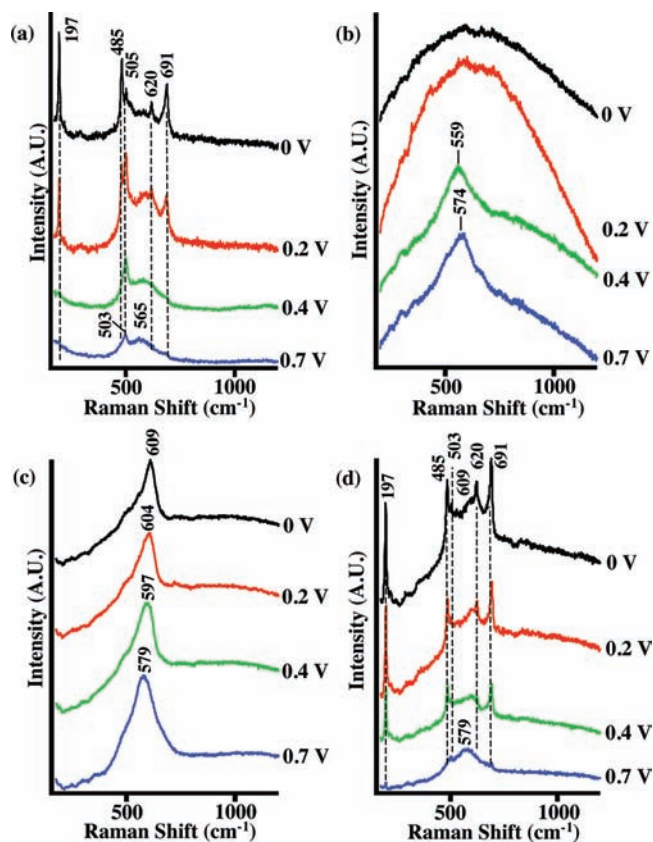 (a)
197
485
505
620
691
0 V
0.2 V
0.4 V
503
565
0.7 V
Intensity (A.U.)
500
1000
Raman Shift (cm-1)
(b)
0 V
559
574
0.2 V
0.4 V
0.7 V
Intensity (A.U.)
500
1000
Raman Shift (cm-1)
(c)
609
0 V
604
0.2 V
597
0.4 V
579
0.7 V
Intensity (A.U.)
500
1000
Raman Shift (cm-1)
(d)
197
485
503
609
620
691
0 V
0.2 V
0.4 V
579
0.7 V
Intensity (A.U.)
500
1000
Raman Shift (cm-1)